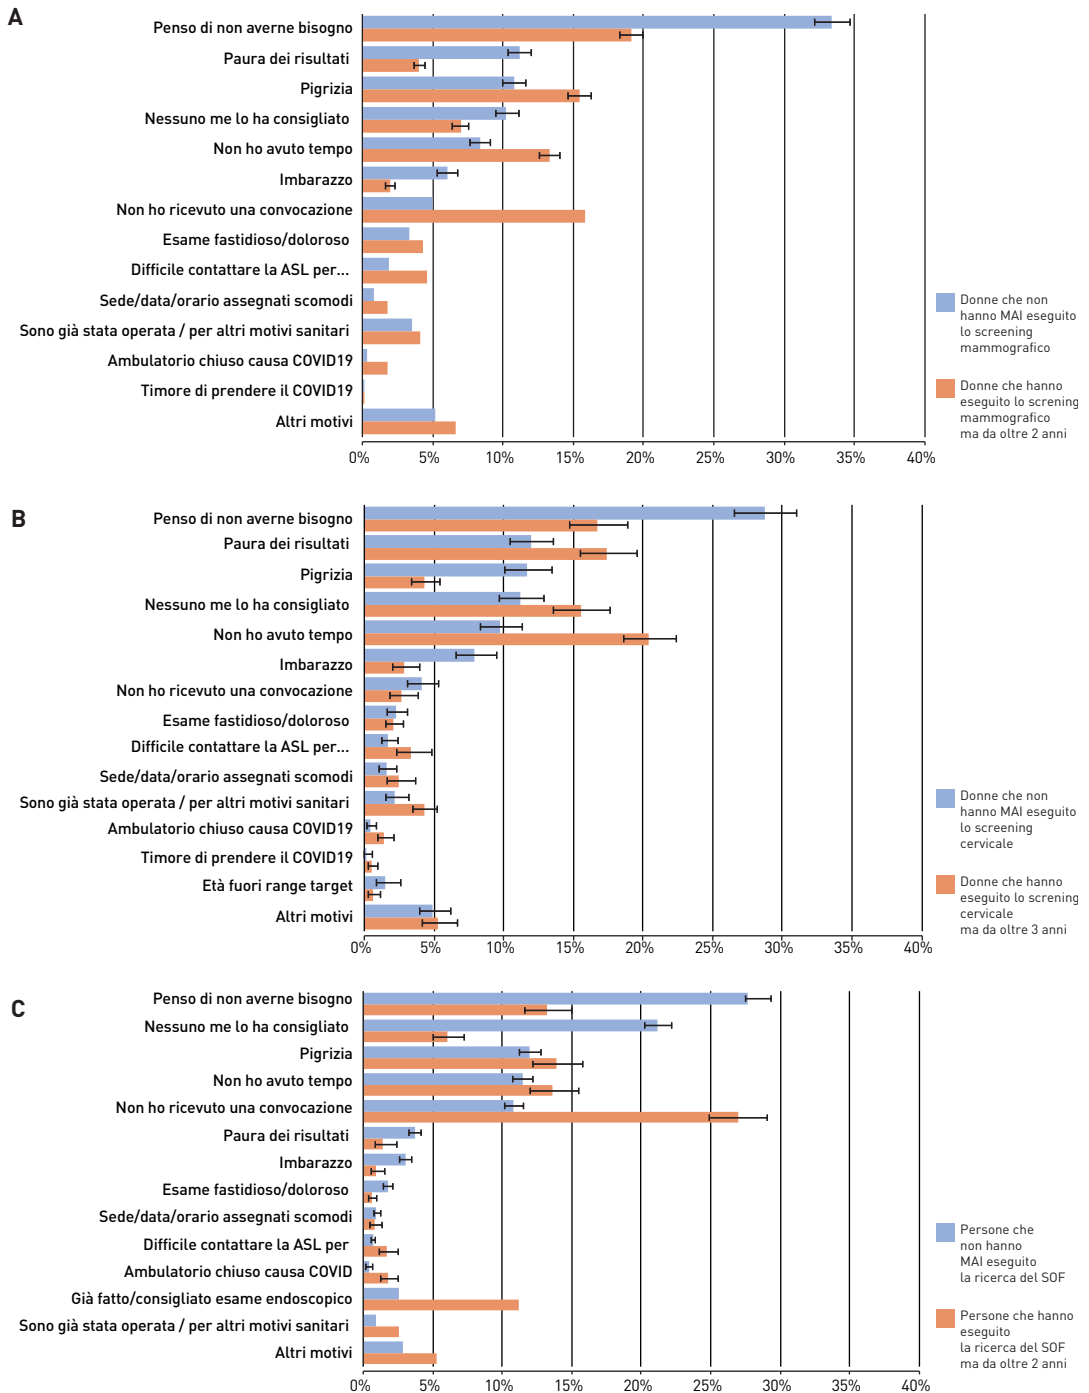 A
Penso di non averne bisogno
Paura dei risultati
Pigrizia
Nessuno me lo ha consigliato
Non ho avuto tempo
Imbarazzo
Non ho ricevuto una convocazione
Esame fastidioso/doloroso
Difficile contattare la ASL per...
Sede/data/orario assegnati scomodi
Sono già stata operata / per altri motivi sanitari
Ambulatorio chiuso causa COVID19
Timore di prendere il COVID19
Altri motivi
0% 5% 10% 15% 20% 25% 30% 35% 40%
Donne che non
hanno MAI eseguito
lo screening
mammografico
Donne che hanno
eseguito lo screning
mammografico
ma da oltre 2 anni
B
Penso di non averne bisogno
Paura dei risultati
Pigrizia
Nessuno me lo ha consigliato
Non ho avuto tempo
Imbarazzo
Non ho ricevuto una convocazione
Esame fastidioso/doloroso
Difficile contattare la ASL per...
Sede/data/orario assegnati scomodi
Sono già stata operata / per altri motivi sanitari
Ambulatorio chiuso causa COVID19
Timore di prendere il COVID19
Età fuori range target
Altri motivi
0% 5% 10% 15% 20% 25% 30% 35% 40%
Donne che non
hanno MAI eseguito
lo screening
cervicale
Donne che hanno
eseguito lo screning
cervicale
ma da oltre 3 anni
C
Penso di non averne bisogno
Nessuno me lo ha consigliato
Pigrizia
Non ho avuto tempo
Non ho ricevuto una convocazione
Paura dei risultati
Imbarazzo
Esame fastidioso/doloroso
Sede/data/orario assegnati scomodi
Difficile contattare la ASL per
Ambulatorio chiuso causa COVID
Già fatto/consigliato esame endoscopico
Sono già stata operata / per altri motivi sanitari
Altri motivi
0% 5% 10% 15% 20% 25% 30% 35% 40%
Persone che
non hanno
MAI eseguito
la ricerca del SOF
Persone che hanno
eseguito
la ricerca del SOF
ma da oltre 2 anni